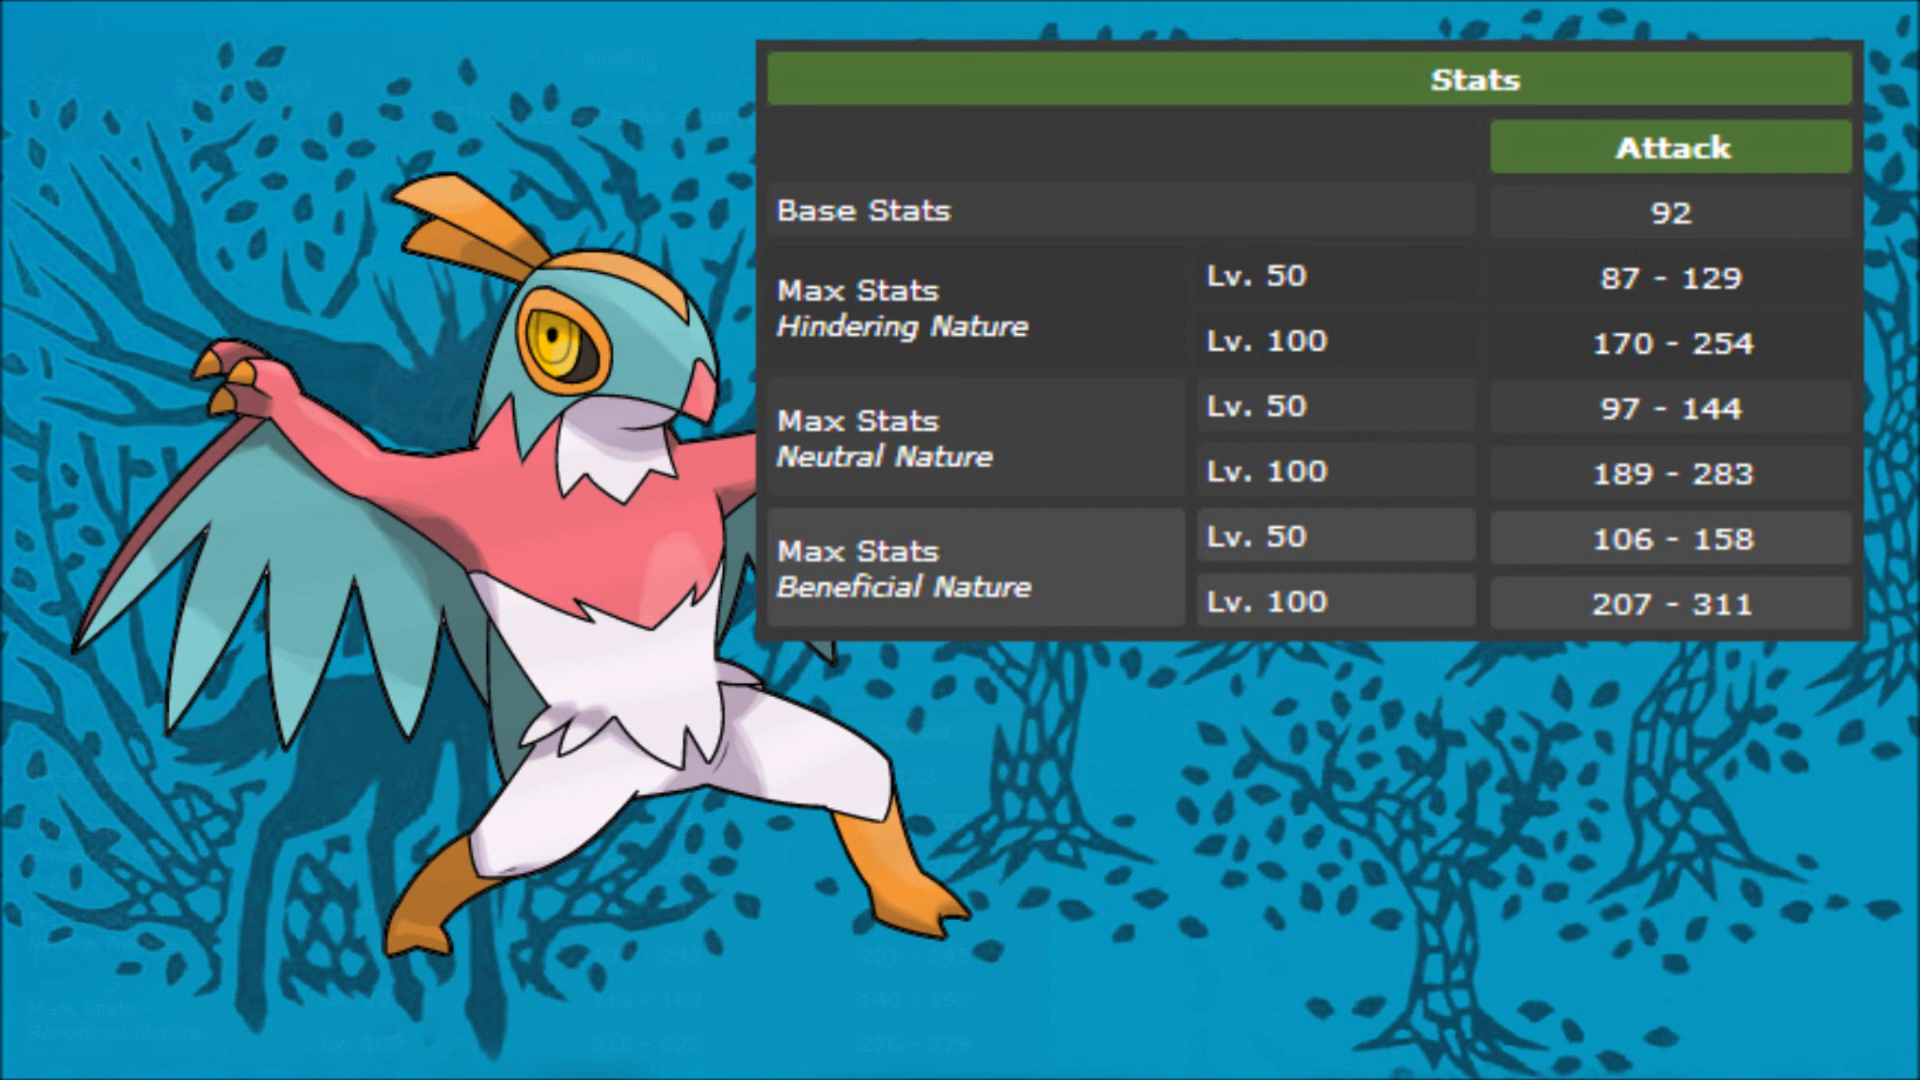 Stats
Attack
Base Stats 92
Max Stats
Hindering Nature
Lv. 50 87 - 129
Lv. 100 170 - 254
Max Stats
Neutral Nature
Lv. 50 97 - 144
Lv. 100 189 - 283
Max Stats
Beneficial Nature
Lv. 50 106 - 158
Lv. 100 207 - 311